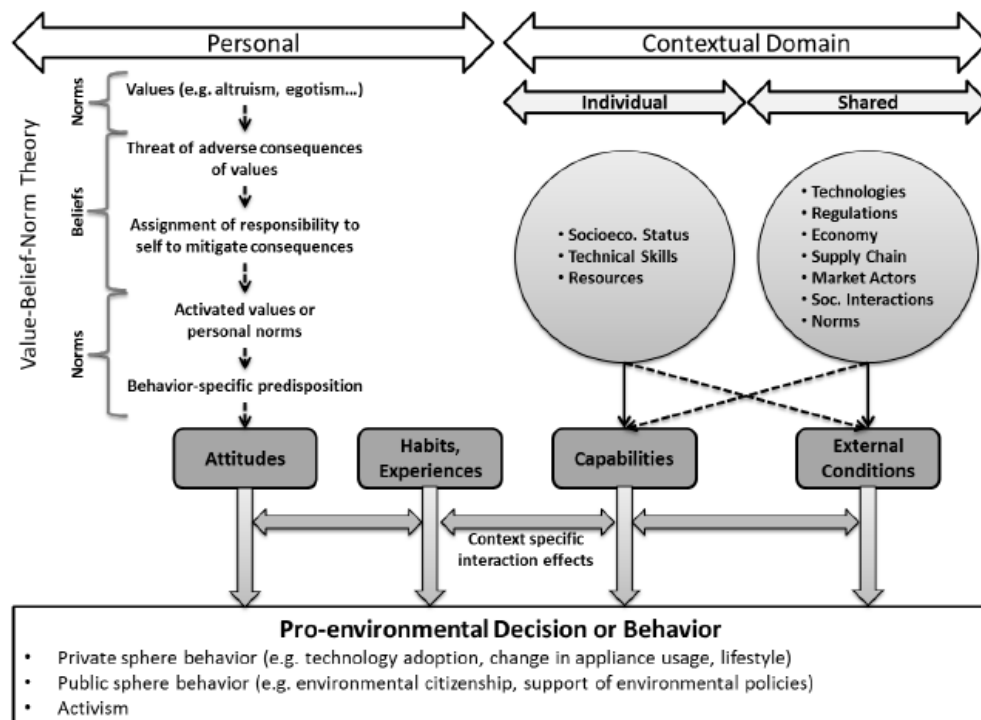 Personal
Contextual Domain
Individual
Shared
Value-Belief-Norm Theory
Norms
Beliefs
Norms
Values (e.g. altruism, egotism...)
Threat of adverse consequences
of values
Assignment of responsibility to
self to mitigate consequences
Activated values or
personal norms
Behavior-specific predisposition
• Socioeco. Status
• Technical Skills
• Resources
• Technologies
• Regulations
• Economy
• Supply Chain
• Market Actors
• Soc. Interactions
• Norms
Attitudes
Habits,
Experiences
Capabilities
External
Conditions
Context specific
interaction effects
Pro-environmental Decision or Behavior
• Private sphere behavior (e.g. technology adoption, change in appliance usage, lifestyle)
• Public sphere behavior (e.g. environmental citizenship, support of environmental policies)
• Activism